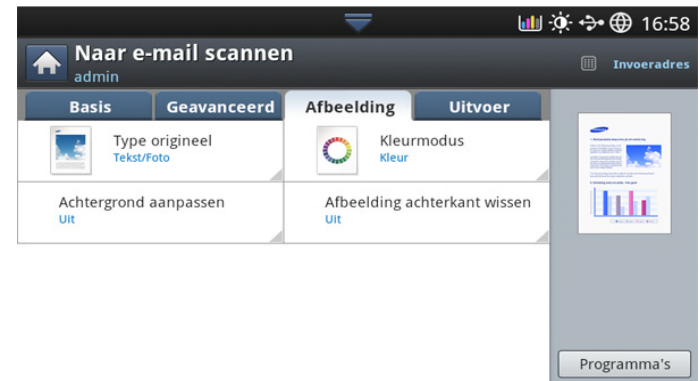 16:58
Naar e-mail scannen
admin
Invoeradres
Basis
Geavanceerd
Afbeelding
Uitvoer
Type origineel
Tekst/Foto
Kleurmodus
Kleur
Achtergrond aanpassen
Uit
Afbeelding achterkant wissen
Uit
Programma's